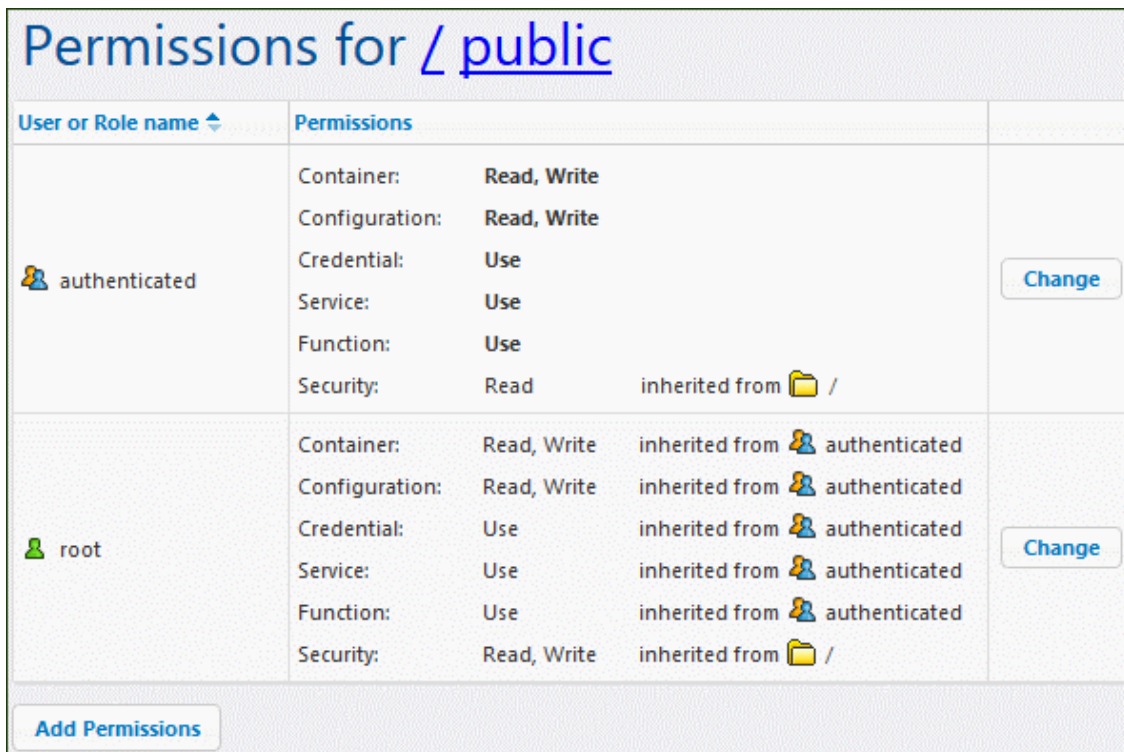 Permissions for / public
User or Role name Permissions
Container: Read, Write
Configuration: Read, Write
Credential: Use
authenticated Change
Service: Use
Function: Use
Security: Read inherited from /
Container: Read, Write inherited from authenticated
Configuration: Read, Write inherited from authenticated
Credential: Use inherited from authenticated
root Change
Service: Use inherited from authenticated
Function: Use inherited from authenticated
Security: Read, Write inherited from /
Add Permissions